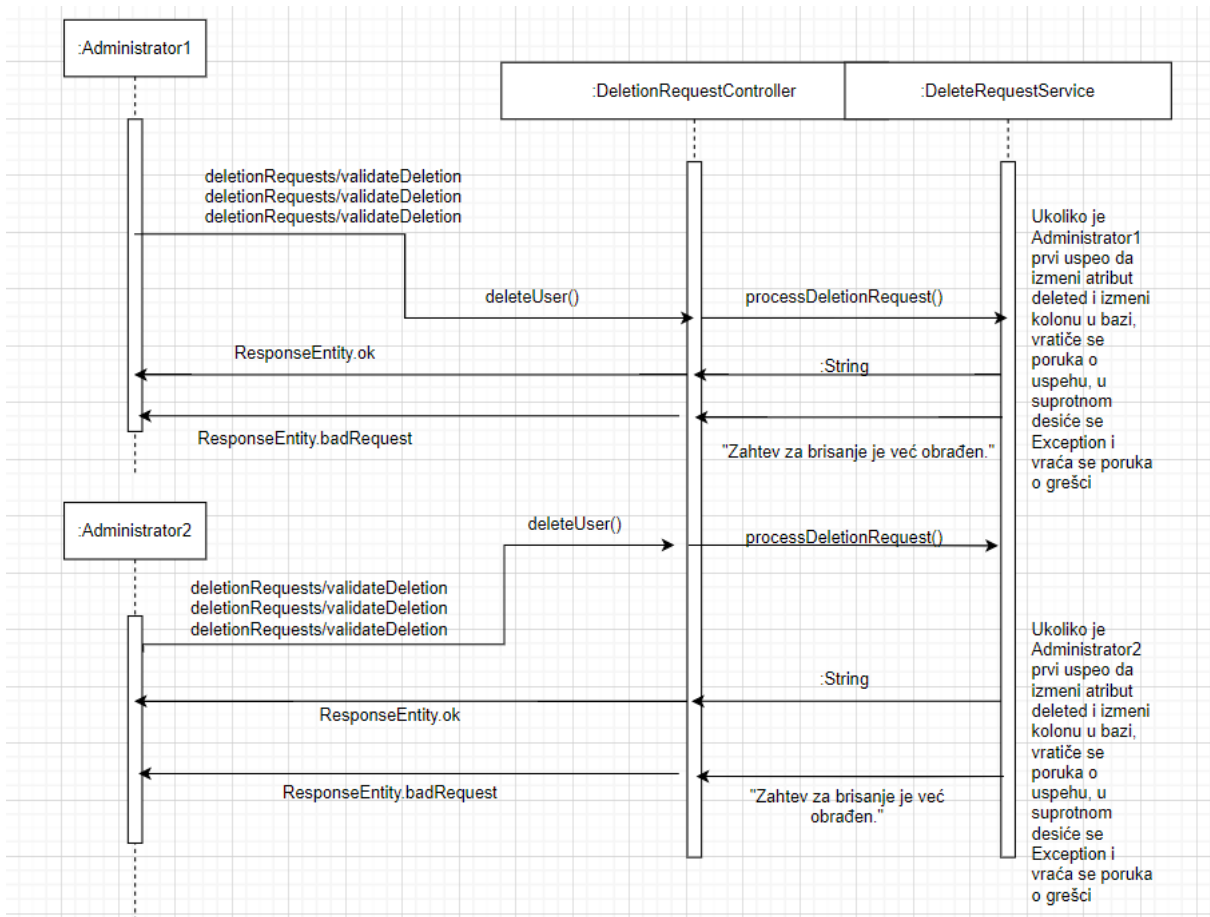 :Administrator1
:DeletionRequestController
:DeleteRequestService
deletionRequests/validateDeletion
deletionRequests/validateDeletion
deletionRequests/validateDeletion
deleteUser()
processDeletionRequest()
ResponseEntity.ok
:String
ResponseEntity.badRequest
"Zahtev za brisanje je već obrađen."
Ukoliko je
Administrator1
prvi uspeo da
izmeni atribut
deleted i izmeni
kolonu u bazi,
vratiče se
poruka o
uspehu, u
suprotnom
desiće se
Exception i
vraća se poruka
o grešci
:Administrator2
deleteUser()
processDeletionRequest()
deletionRequests/validateDeletion
deletionRequests/validateDeletion
deletionRequests/validateDeletion
:String
ResponseEntity.ok
ResponseEntity.badRequest
"Zahtev za brisanje je već
obrađen."
Ukoliko je
Administrator2
prvi uspeo da
izmeni atribut
deleted i izmeni
kolonu u bazi,
vratiče se
poruka o
uspehu, u
suprotnom
desiće se
Exception i
vraća se poruka
o grešci